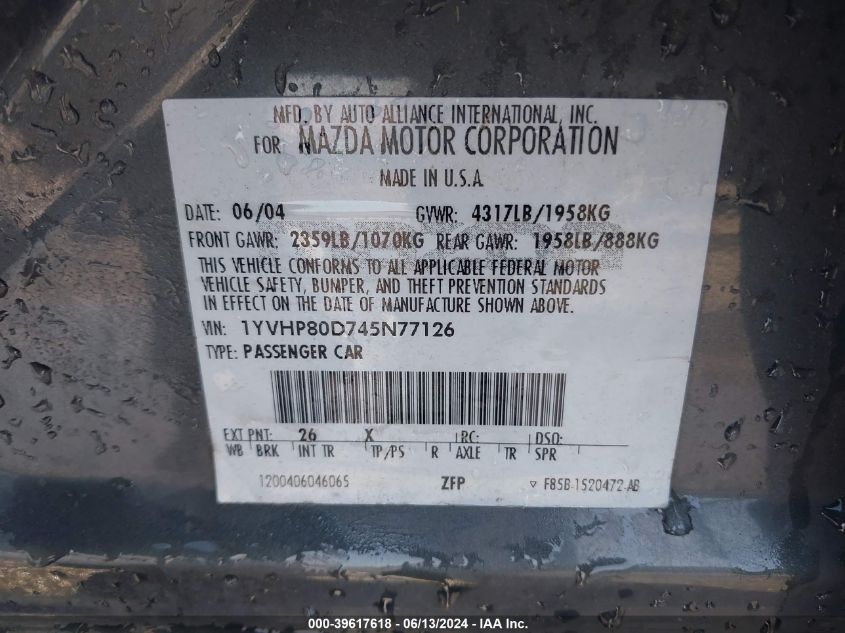 MFD. BY AUTO ALLIANCE INTERNATIONAL, INC.
FOR MAZDA MOTOR CORPORATION
MADE IN U.S.A
DATE: 06/04 GVWR: 4317LB/1958KG
FRONT GAWR: 2359LB/1070KG REAR GAWR: 1958LB/888KG
THIS VEHICLE CONFORMS TO ALL APPLICABLE FEDERAL MOTOR
VEHICLE SAFETY, BUMPER, AND THEFT PREVENTION STANDARDS
IN EFFECT ON THE DATE OF MANUFACTURE SHOWN ABOVE.
VIN: 1YVHP80D745N77126
TYPE: PASSENGER CAR
EXT PNT: 26 X RC: DSO:
WB BRK INT TR TP/PS R AXLE TR SPR
1200406046065 ZFP ▽ F85B-1520472-AB
000-39617618 - 06/13/2024 - IAA Inc.